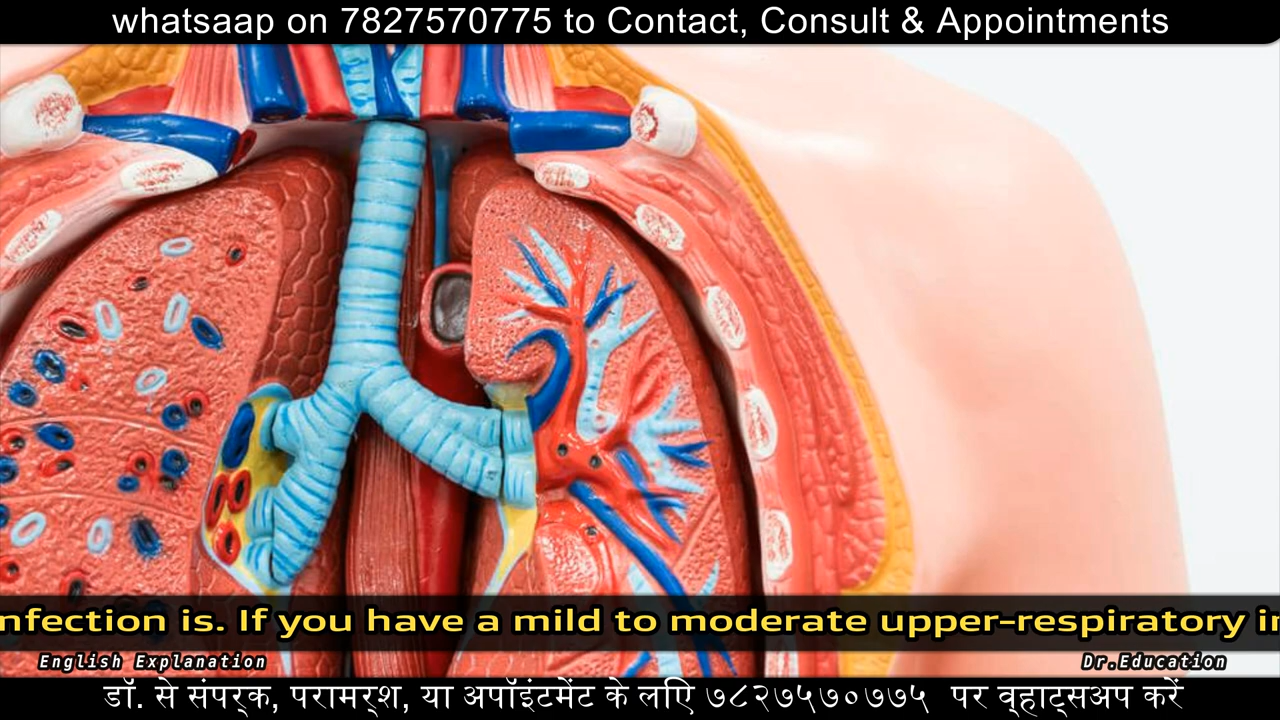 whatsaap on 7827570775 to Contact, Consult & Appointments
nfection is. If you have a mild to moderate upper-respiratory in
English Explanation
Dr.Education
डॉ. से संपर्क, परामर्श, या अपॉइंटमेंट के लिए ७८२७५७०७७५ पर व्हाट्सअप करें